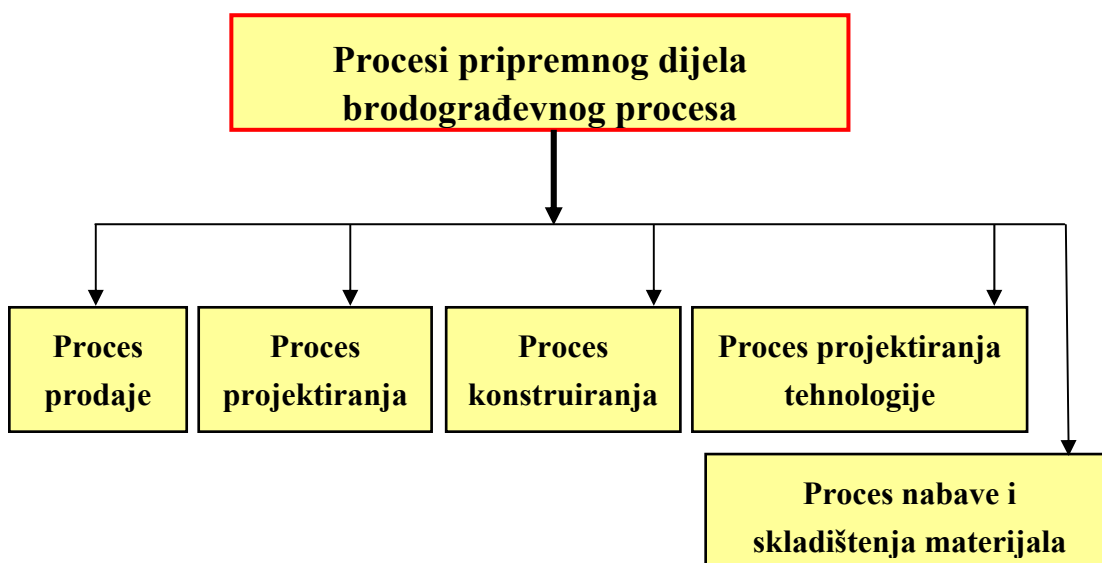 Procesi pripremnog dijela
brodograđevnog procesa
Proces
prodaje
Proces
projektiranja
Proces
konstruiranja
Proces projektiranja
tehnologije
Proces nabave i
skladištenja materijala